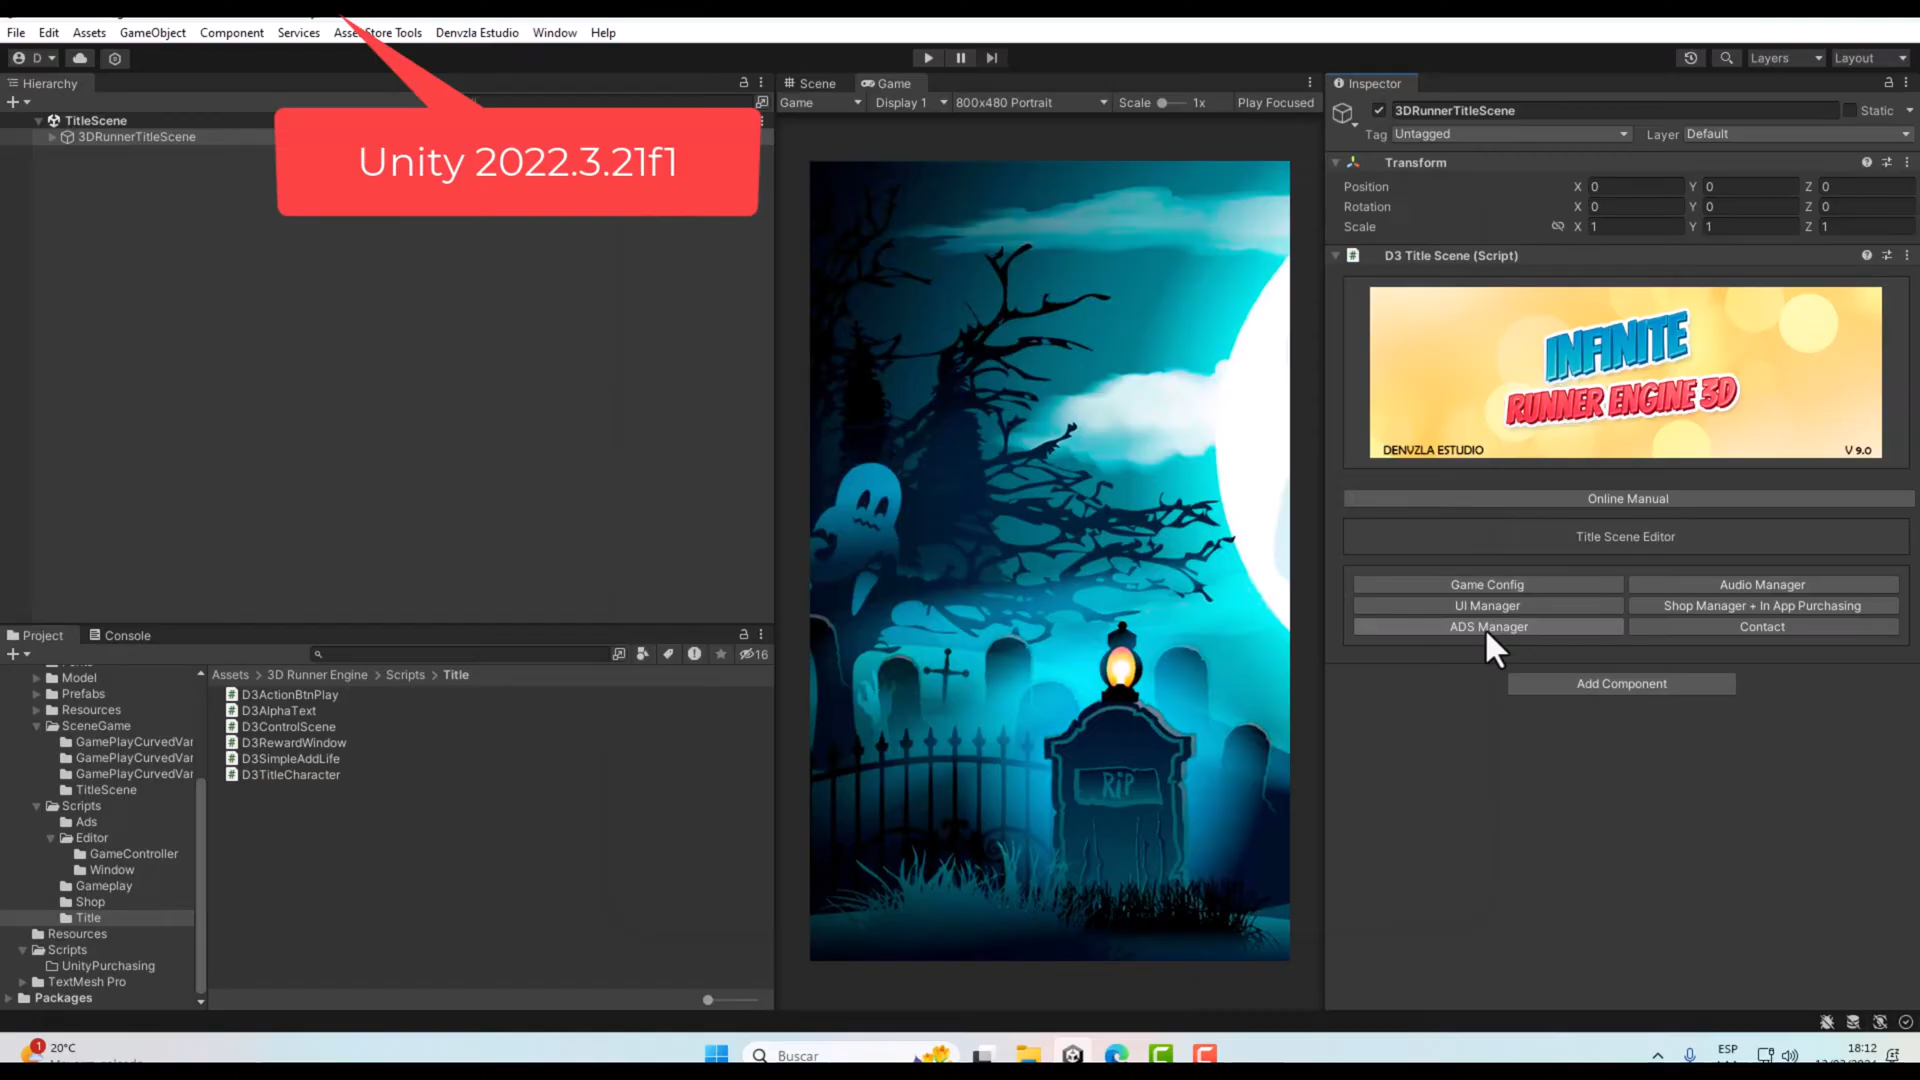 File Edit Assets GameObject Component Services Asset Store Tools Denvzla Estudio Window Help
D
Layers Layout
Hierarchy
Scene Game
Inspector
Game Display 1 800x480 Portrait Scale 1x Play Focused
3DRunnerTitleScene Static
TitleScene
3DRunnerTitleScene
Tag Untagged Layer Default
Unity 2022.3.21f1
Transform
Position X 0 Y 0 Z 0
Rotation X 0 Y 0 Z 0
Scale X 1 Y 1 Z 1
D3 Title Scene (Script)
INFINITE
RUNNER ENGINE 3D
DENVZLA ESTUDIO V 9.0
Online Manual
Title Scene Editor
Game Config Audio Manager
UI Manager Shop Manager + In App Purchasing
ADS Manager Contact
Add Component
RiP
Project Console
16
Assets > 3D Runner Engine > Scripts > Title
Model
Prefabs
Resources
SceneGame
GamePlayCurvedVar
GamePlayCurvedVar
GamePlayCurvedVar
TitleScene
Scripts
Ads
Editor
GameController
Window
Gameplay
Shop
Title
Resources
Scripts
UnityPurchasing
TextMesh Pro
Packages
D3ActionBtnPlay
D3AlphaText
D3ControlScene
D3RewardWindow
D3SimpleAddLife
D3TitleCharacter
1
20°C
Buscar
ESP
18:12